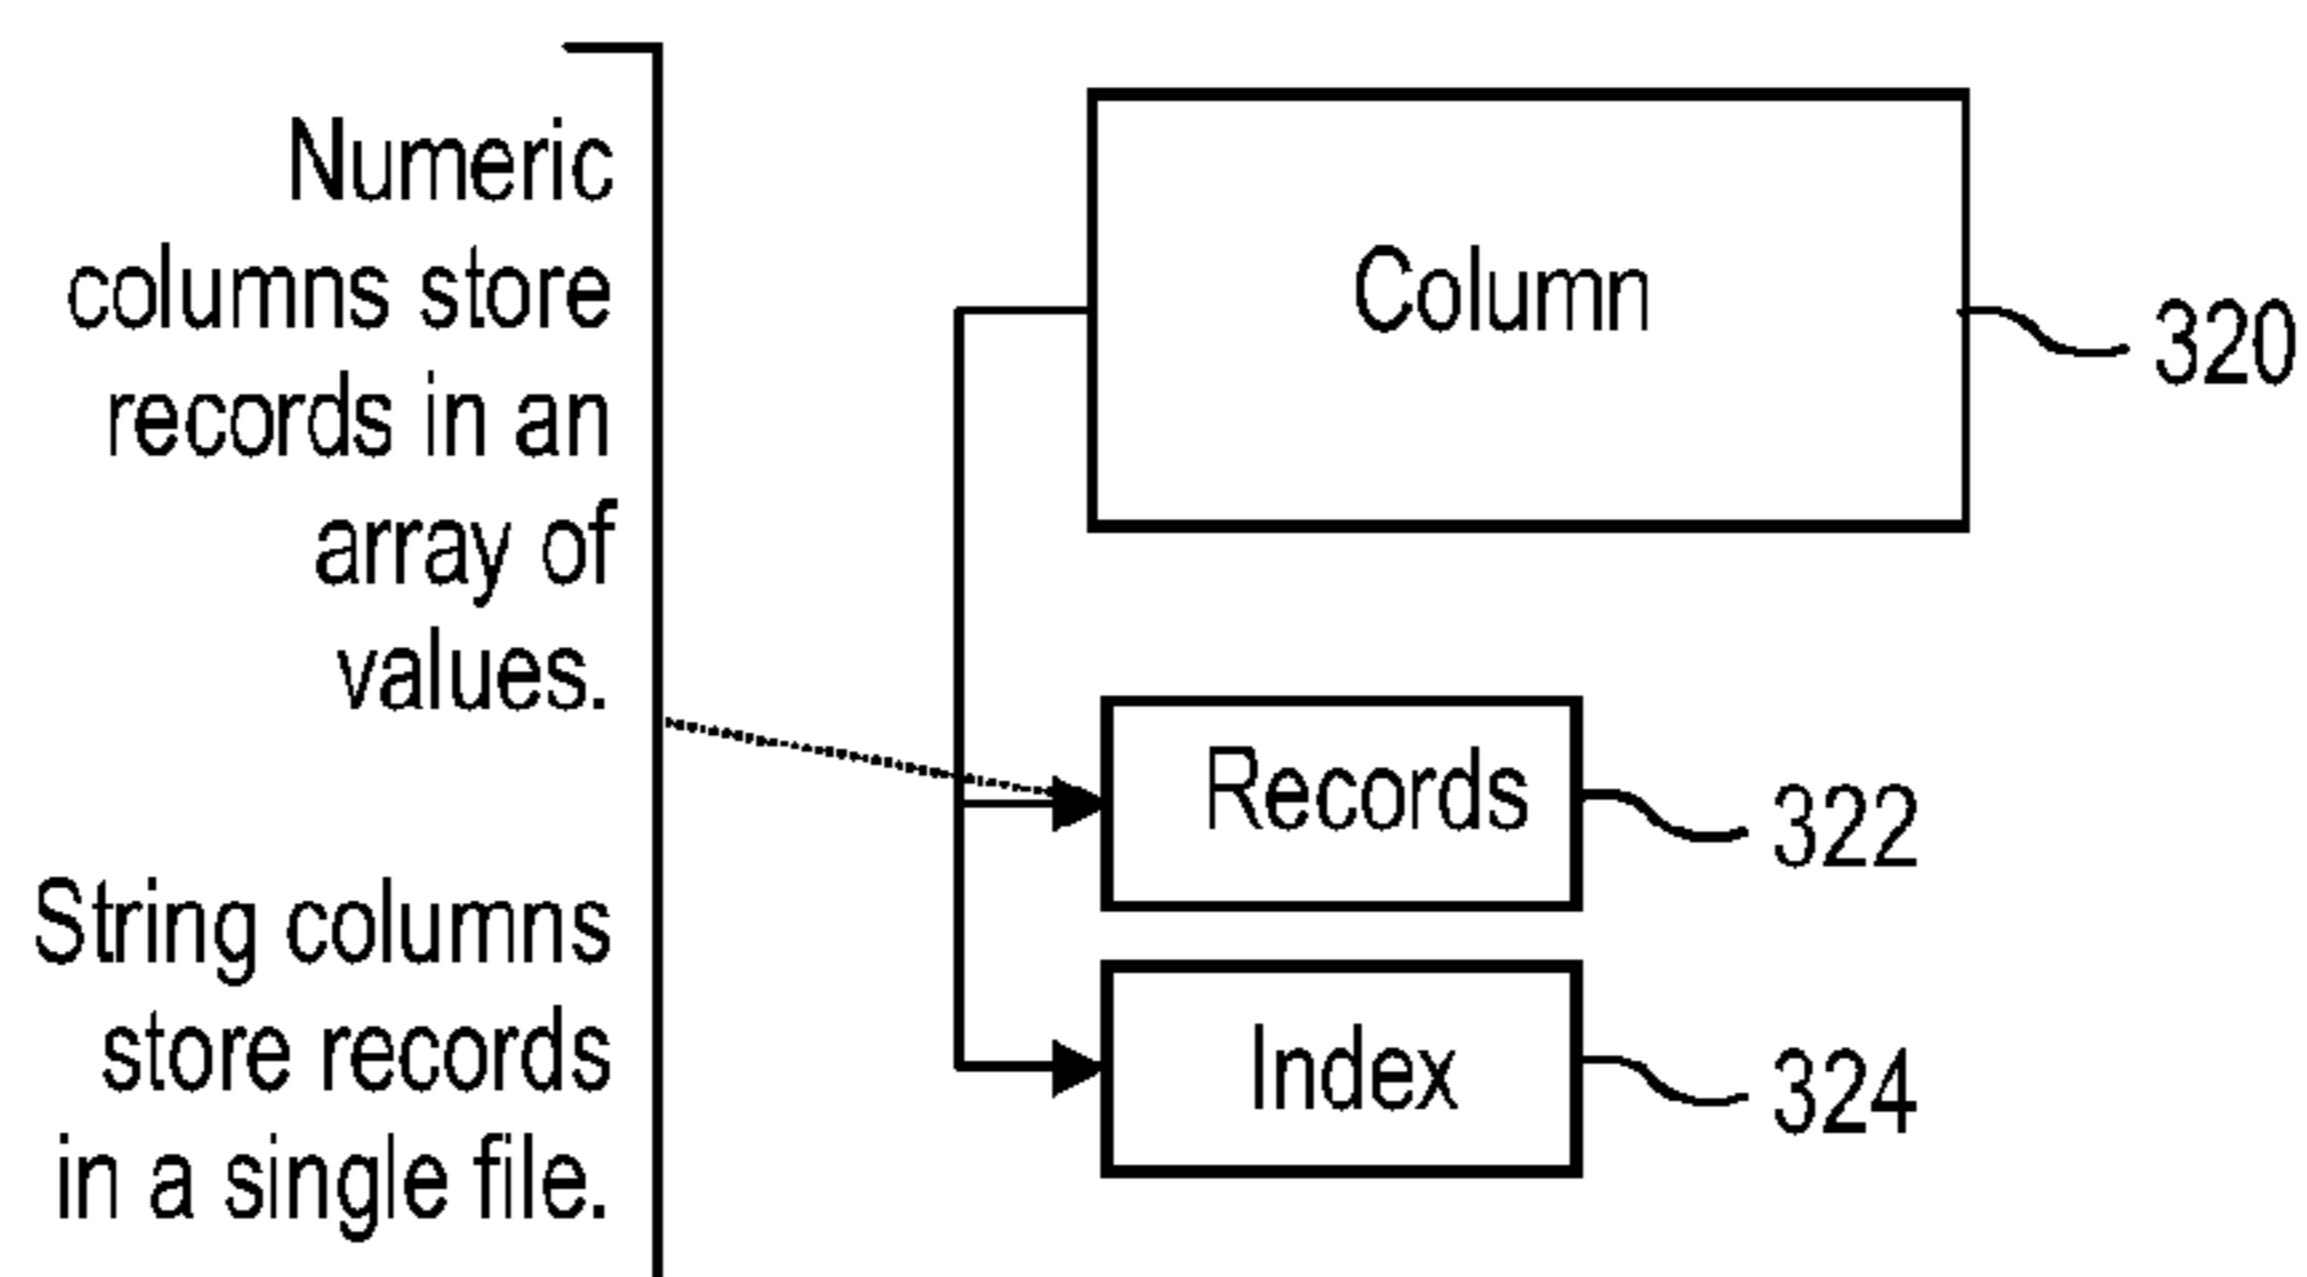 Numeric
columns store
records in an
array of
values.
String columns
store records
in a single file.
Column
320
Records
322
Index
324